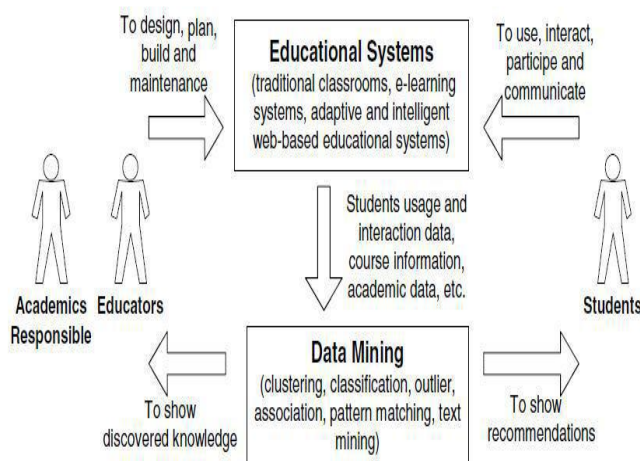 To design, plan,
build and
maintenance
Educational Systems
(traditional classrooms, e-learning
systems, adaptive and intelligent
web-based educational systems)
To use, interact,
participe and
communicate
Students usage and
interaction data,
course information,
academic data, etc.
Academics
Responsible
Educators
Students
Data Mining
(clustering, classification, outlier,
association, pattern matching, text
mining)
To show
discovered knowledge
To show
recommendations